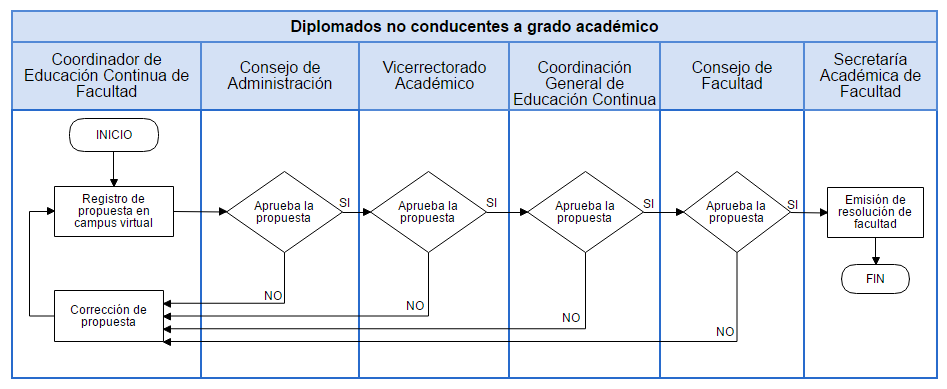 Diplomados no conducentes a grado académico
Coordinador de
Educación Continua de
Facultad
Consejo de
Administración
Vicerrectorado
Académico
Coordinación
General de
Educación Continua
Consejo de
Facultad
Secretaría
Académica de
Facultad
INICIO
Registro de
propuesta en
campus virtual
Aprueba la
propuesta
SI
Aprueba la
propuesta
SI
Aprueba la
propuesta
SI
Aprueba la
propuesta
SI
Emisión de
resolución de
facultad
FIN
Corrección de
propuesta
NO
NO
NO
NO